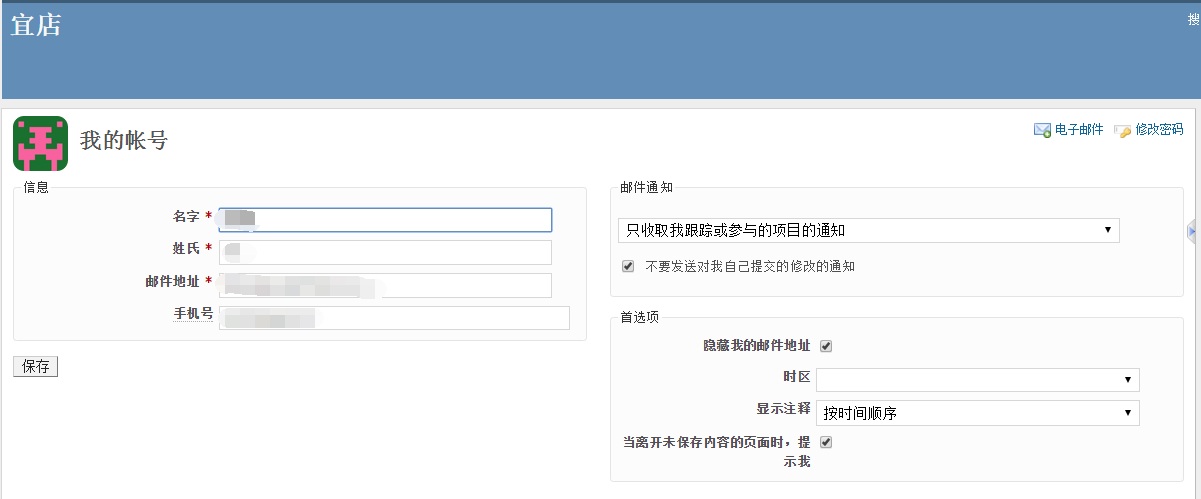 宜店
搜
我的帐号
电子邮件 修改密码
信息
名字 *
姓氏 *
邮件地址 *
手机号
保存
邮件通知
只收取我跟踪或参与的项目的通知
不要发送对我自己提交的修改的通知
首选项
隐藏我的邮件地址
时区
显示注释 按时间顺序
当离开未保存内容的页面时，提
示我